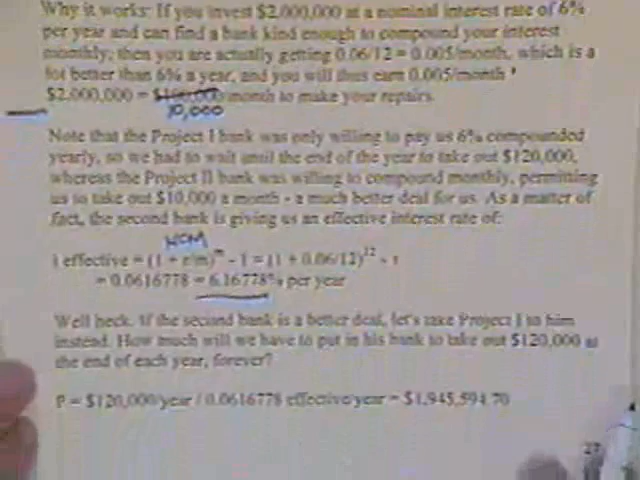 Why it works: If you invest $2,000,000 at a nominal interest rate of 6%
per year and can find a bank kind enough to compound your interest
monthly, then you are actually getting 0.06/12 = 0.005/month, which is a
lot better than 6% a year, and you will thus earn 0.005/month *
$2,000,000 = $100,000/month to make your repairs.
10,000
Note that the Project I bank was only willing to pay us 6% compounded
yearly, so we had to wait until the end of the year to take out $120,000,
whereas the Project II bank was willing to compound monthly, permitting
us to take out $10,000 a month - a much better deal for us. As a matter of
fact, the second bank is giving us an effective interest rate of:
NOM
i effective = (1 + r/m)^m - 1 = (1 + 0.06/12)^12 - 1
= 0.0616778 = 6.16778% per year
Well heck. If the second bank is a better deal, let's take Project I to him
instead. How much will we have to put in his bank to take out $120,000 at
the end of each year, forever?
P = $120,000/year / 0.0616778 effective/year = $1,945,594.70
27